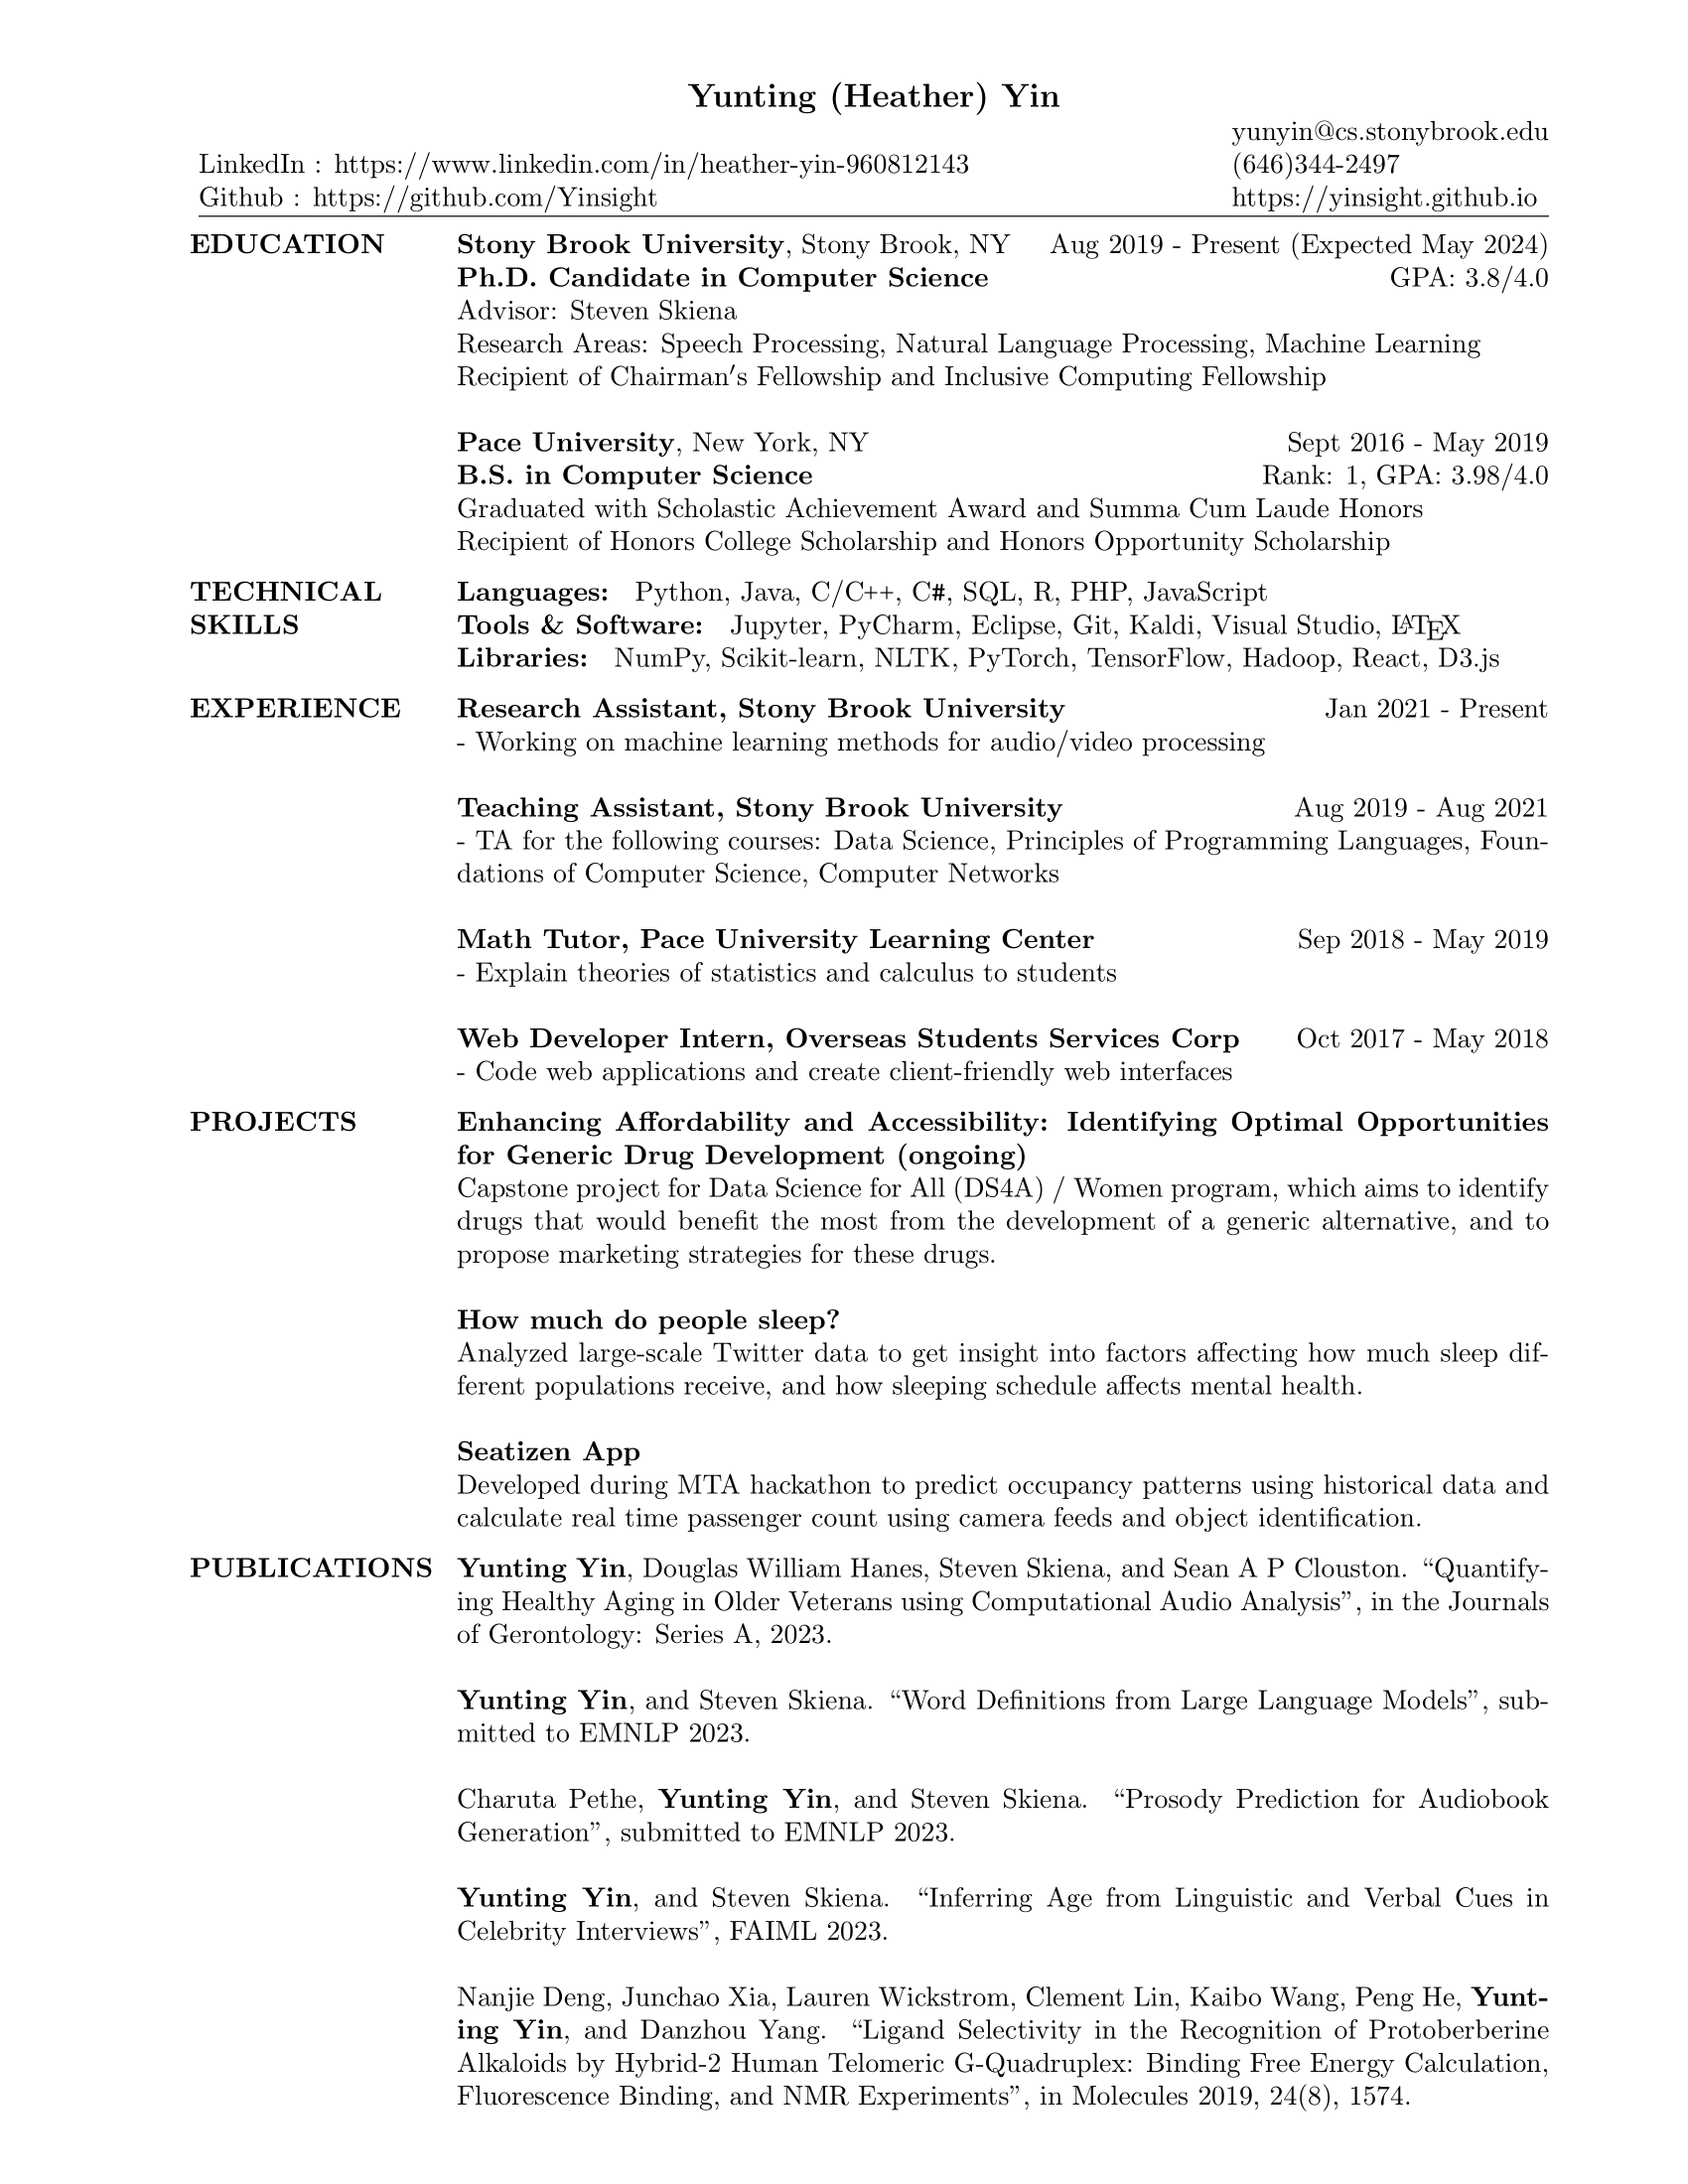 Yunting (Heather) Yin
yunyin@cs.stonybrook.edu
LinkedIn : https://www.linkedin.com/in/heather-yin-960812143 (646)344-2497
Github : https://github.com/Yinsight https://yinsight.github.io
EDUCATION Stony Brook University, Stony Brook, NY Aug 2019 - Present (Expected May 2024)
Ph.D. Candidate in Computer Science GPA: 3.8/4.0
Advisor: Steven Skiena
Research Areas: Speech Processing, Natural Language Processing, Machine Learning
Recipient of Chairman's Fellowship and Inclusive Computing Fellowship
Pace University, New York, NY Sept 2016 - May 2019
B.S. in Computer Science Rank: 1, GPA: 3.98/4.0
Graduated with Scholastic Achievement Award and Summa Cum Laude Honors
Recipient of Honors College Scholarship and Honors Opportunity Scholarship
TECHNICAL Languages: Python, Java, C/C++, C#, SQL, R, PHP, JavaScript
SKILLS Tools & Software: Jupyter, PyCharm, Eclipse, Git, Kaldi, Visual Studio, LATEX
Libraries: NumPy, Scikit-learn, NLTK, PyTorch, TensorFlow, Hadoop, React, D3.js
EXPERIENCE Research Assistant, Stony Brook University Jan 2021 - Present
- Working on machine learning methods for audio/video processing
Teaching Assistant, Stony Brook University Aug 2019 - Aug 2021
- TA for the following courses: Data Science, Principles of Programming Languages, Foun-
dations of Computer Science, Computer Networks
Math Tutor, Pace University Learning Center Sep 2018 - May 2019
- Explain theories of statistics and calculus to students
Web Developer Intern, Overseas Students Services Corp Oct 2017 - May 2018
- Code web applications and create client-friendly web interfaces
PROJECTS Enhancing Affordability and Accessibility: Identifying Optimal Opportunities
for Generic Drug Development (ongoing)
Capstone project for Data Science for All (DS4A) / Women program, which aims to identify
drugs that would benefit the most from the development of a generic alternative, and to
propose marketing strategies for these drugs.
How much do people sleep?
Analyzed large-scale Twitter data to get insight into factors affecting how much sleep dif-
ferent populations receive, and how sleeping schedule affects mental health.
Seatizen App
Developed during MTA hackathon to predict occupancy patterns using historical data and
calculate real time passenger count using camera feeds and object identification.
PUBLICATIONS Yunting Yin, Douglas William Hanes, Steven Skiena, and Sean A P Clouston. “Quantify-
ing Healthy Aging in Older Veterans using Computational Audio Analysis”, in the Journals
of Gerontology: Series A, 2023.
Yunting Yin, and Steven Skiena. “Word Definitions from Large Language Models”, sub-
mitted to EMNLP 2023.
Charuta Pethe, Yunting Yin, and Steven Skiena. “Prosody Prediction for Audiobook
Generation”, submitted to EMNLP 2023.
Yunting Yin, and Steven Skiena. “Inferring Age from Linguistic and Verbal Cues in
Celebrity Interviews”, FAIML 2023.
Nanjie Deng, Junchao Xia, Lauren Wickstrom, Clement Lin, Kaibo Wang, Peng He, Yunt-
ing Yin, and Danzhou Yang. “Ligand Selectivity in the Recognition of Protoberberine
Alkaloids by Hybrid-2 Human Telomeric G-Quadruplex: Binding Free Energy Calculation,
Fluorescence Binding, and NMR Experiments”, in Molecules 2019, 24(8), 1574.